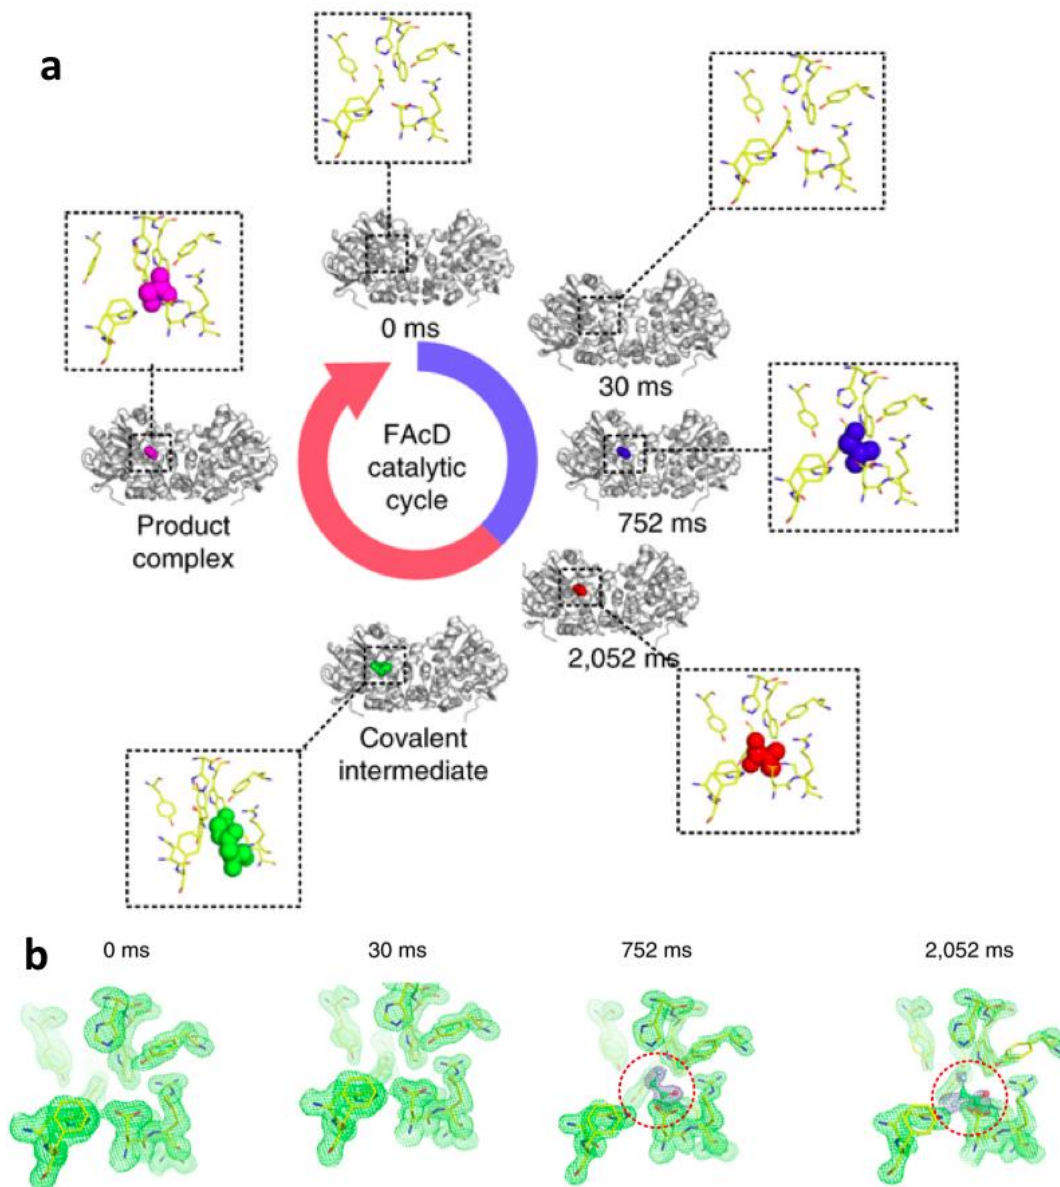 a
0 ms
30 ms
FAcD
catalytic
cycle
752 ms
Product
complex
2,052 ms
Covalent
intermediate
b
0 ms
30 ms
752 ms
2,052 ms